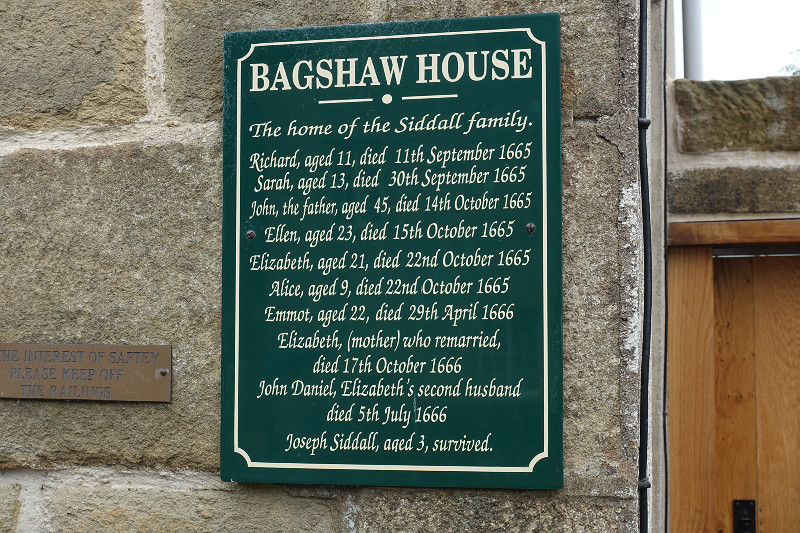 BAGSHAW HOUSE
The home of the Siddall family.
Richard, aged 11, died 11th September 1665
Sarah, aged 13, died 30th September 1665
John, the father, aged 45, died 14th October 1665
Ellen, aged 23, died 15th October 1665
Elizabeth, aged 21, died 22nd October 1665
Alice, aged 9, died 22nd October 1665
Emmot, aged 22, died 29th April 1666
Elizabeth, (mother) who remarried,
died 17th October 1666
John Daniel, Elizabeth's second husband
died 5th July 1666
Joseph Siddall, aged 3, survived.
THE INTEREST OF SAFTEY
PLEASE KEEP OFF
THE RAILINGS